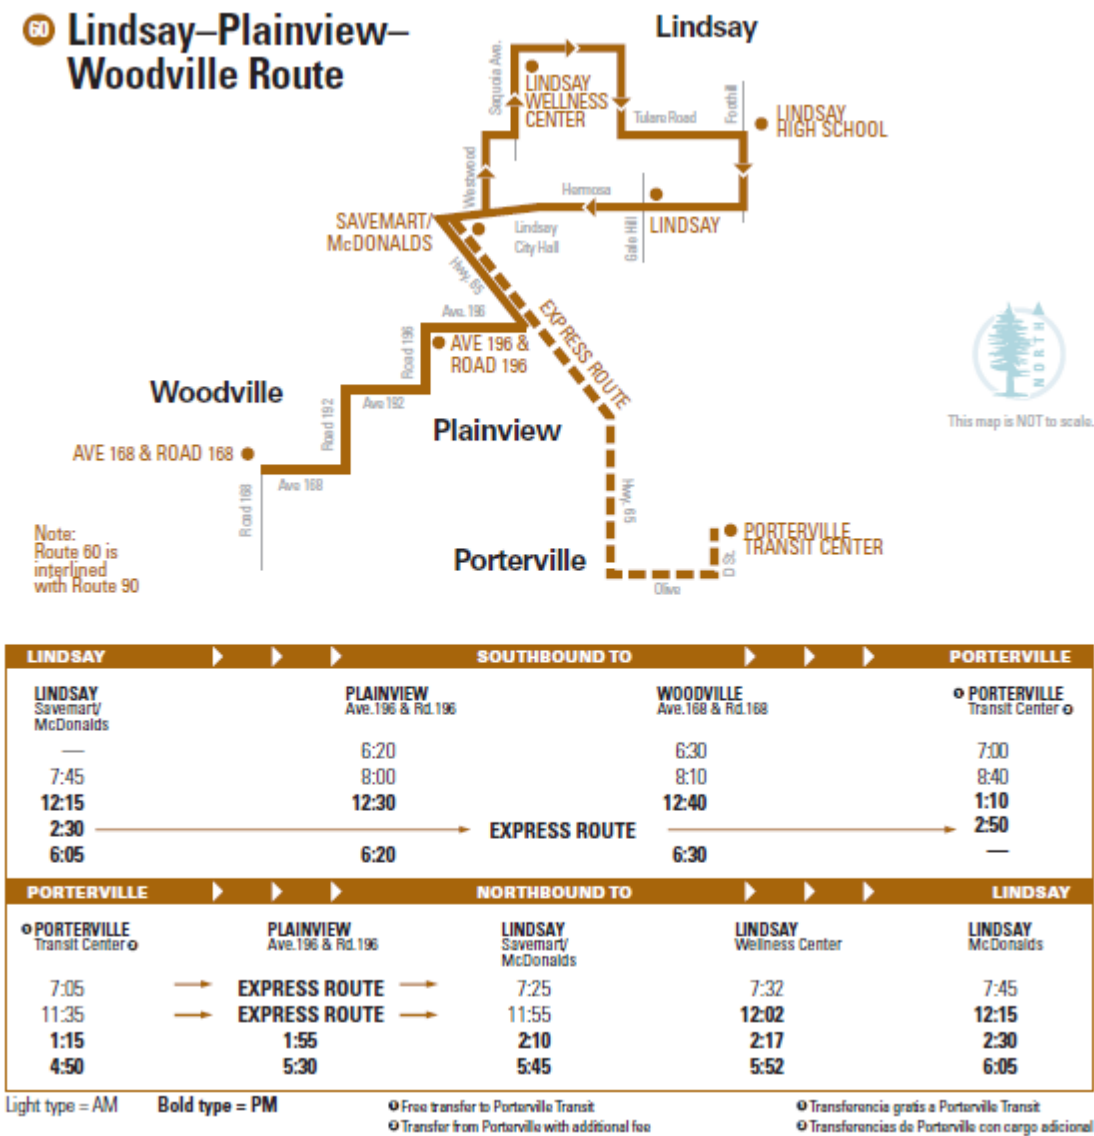 60 Lindsay–Plainview–
Woodville Route
Lindsay
Sequoia Ave.
LINDSAY
WELLNESS
CENTER
Tulare Road
Foothill
LINDSAY
HIGH SCHOOL
Westwood
Hermosa
SAVEMART/
McDONALDS
Lindsay
City Hall
Gale Hill
LINDSAY
Hwy. 65
Ave. 196
EXPRESS ROUTE
Road 196
AVE 196 &
ROAD 196
NORTH
This map is NOT to scale.
Woodville
Ave 192
Road 192
Plainview
AVE 168 & ROAD 168
Ave 168
Road 168
Hwy. 65
Note:
Route 60 is
interlined
with Route 90
Porterville
PORTERVILLE
TRANSIT CENTER
D St.
Olive
LINDSAY SOUTHBOUND TO PORTERVILLE
LINDSAY PLAINVIEW WOODVILLE ❶ PORTERVILLE
Savemart/ Ave.196 & Rd.196 Ave.168 & Rd.168 Transit Center ❷
McDonalds
— 6:20 6:30 7:00
7:45 8:00 8:10 8:40
12:15 12:30 12:40 1:10
2:30 EXPRESS ROUTE 2:50
6:05 6:20 6:30 —
PORTERVILLE NORTHBOUND TO LINDSAY
❶ PORTERVILLE PLAINVIEW LINDSAY LINDSAY LINDSAY
Transit Center ❷ Ave.196 & Rd.196 Savemart/ Wellness Center McDonalds
McDonalds
7:05 EXPRESS ROUTE 7:25 7:32 7:45
11:35 EXPRESS ROUTE 11:55 12:02 12:15
1:15 1:55 2:10 2:17 2:30
4:50 5:30 5:45 5:52 6:05
Light type = AM Bold type = PM ❶ Free transfer to Porterville Transit ❶ Transferencia gratis a Porterville Transit
❷ Transfer from Porterville with additional fee ❷ Transferencias de Porterville con cargo adicional